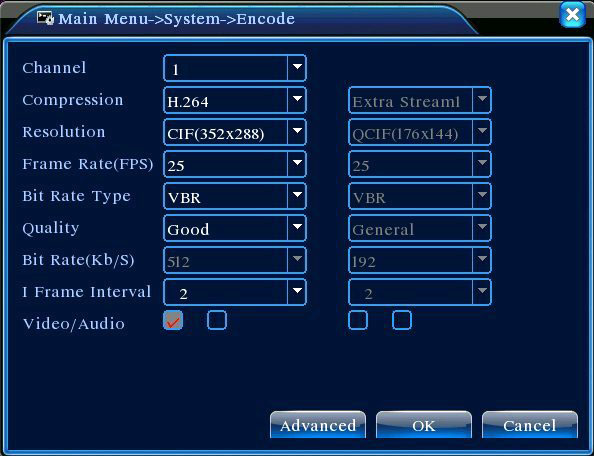 Main Menu->System->Encode
Channel 1
Compression H.264 Extra Stream1
Resolution CIF(352x288) QCIF(176x144)
Frame Rate(FPS) 25 25
Bit Rate Type VBR VBR
Quality Good General
Bit Rate(Kb/S) 512 192
I Frame Interval 2 2
Video/Audio
Advanced OK Cancel